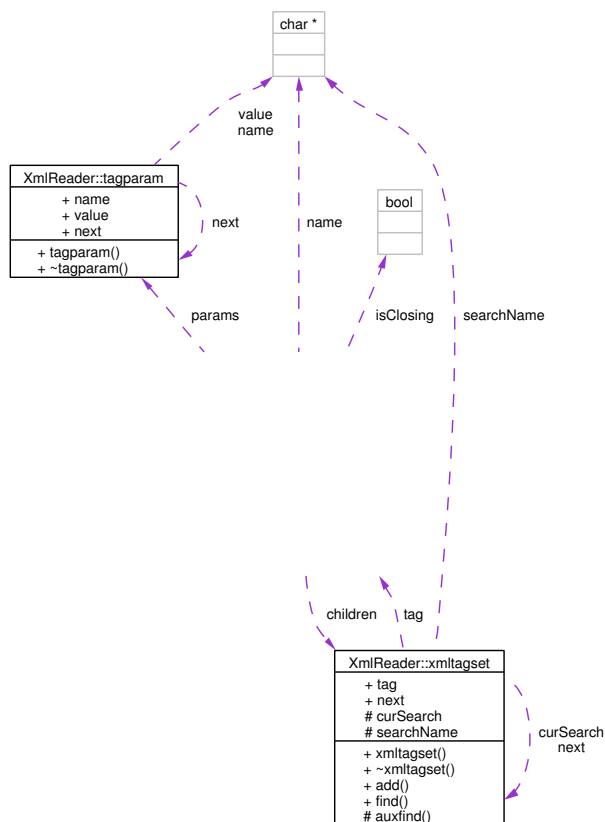 char *
value
name
XmlReader::tagparam
+ name
+ value
+ next
+ tagparam()
+ ~tagparam()
next
name
bool
params
isClosing
searchName
children
tag
XmlReader::xmltagset
+ tag
+ next
# curSearch
# searchName
+ xmltagset()
+ ~xmltagset()
+ add()
+ find()
# auxfind()
curSearch
next